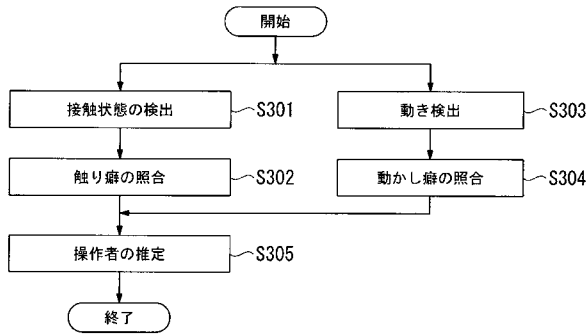 開始
接触状態の検出
S301
動き検出
S303
触り癖の照合
S302
動かし癖の照合
S304
操作者の推定
S305
終了